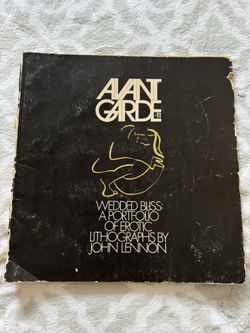 AVANT
GARDE 11
WEDDED BLISS:
A PORTFOLIO
OF EROTIC
LITHOGRAPHS BY
JOHN LENNON